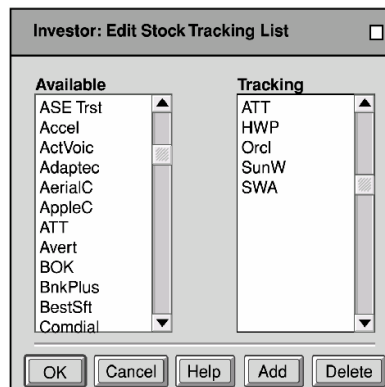 Investor: Edit Stock Tracking List
Available
ASE Trst
Accel
ActVoic
Adaptec
AerialC
AppleC
ATT
Avert
BOK
BnkPlus
BestSft
Comdial
Tracking
ATT
HWP
Orcl
SunW
SWA
OK Cancel Help Add Delete